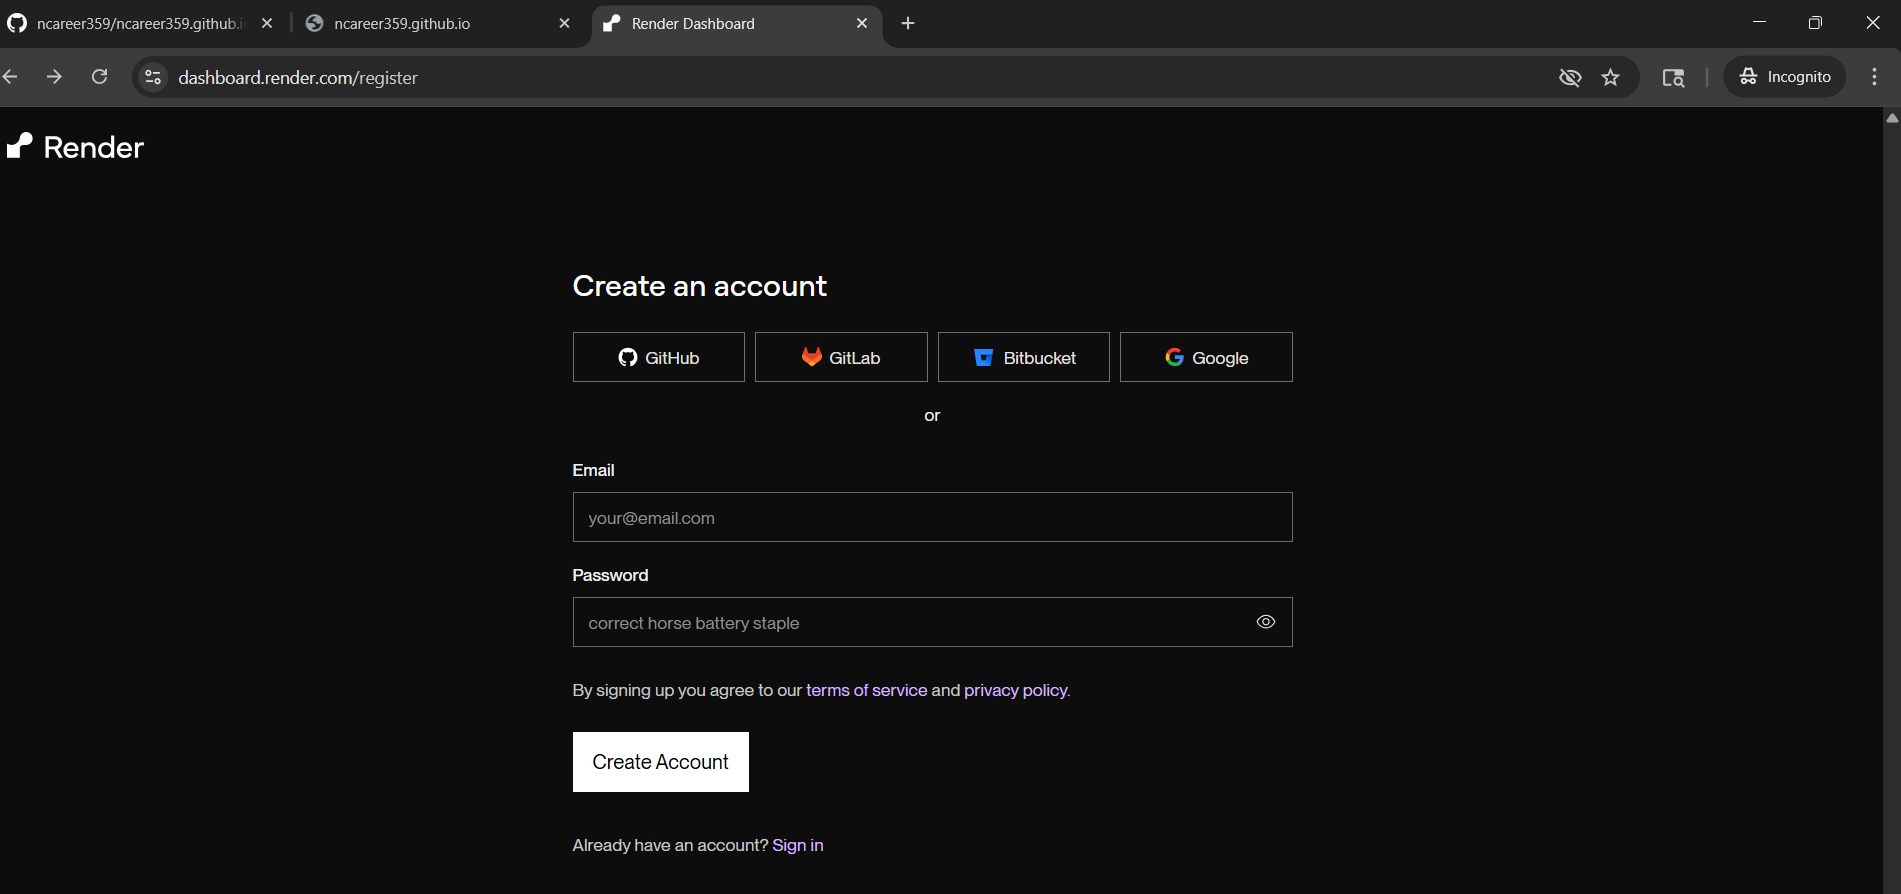 ncareer359/ncareer359.github.i
ncareer359.github.io
Render Dashboard
dashboard.render.com/register
Incognito
Render
Create an account
GitHub
GitLab
Bitbucket
Google
or
Email
your@email.com
Password
correct horse battery staple
By signing up you agree to our terms of service and privacy policy.
Create Account
Already have an account? Sign in